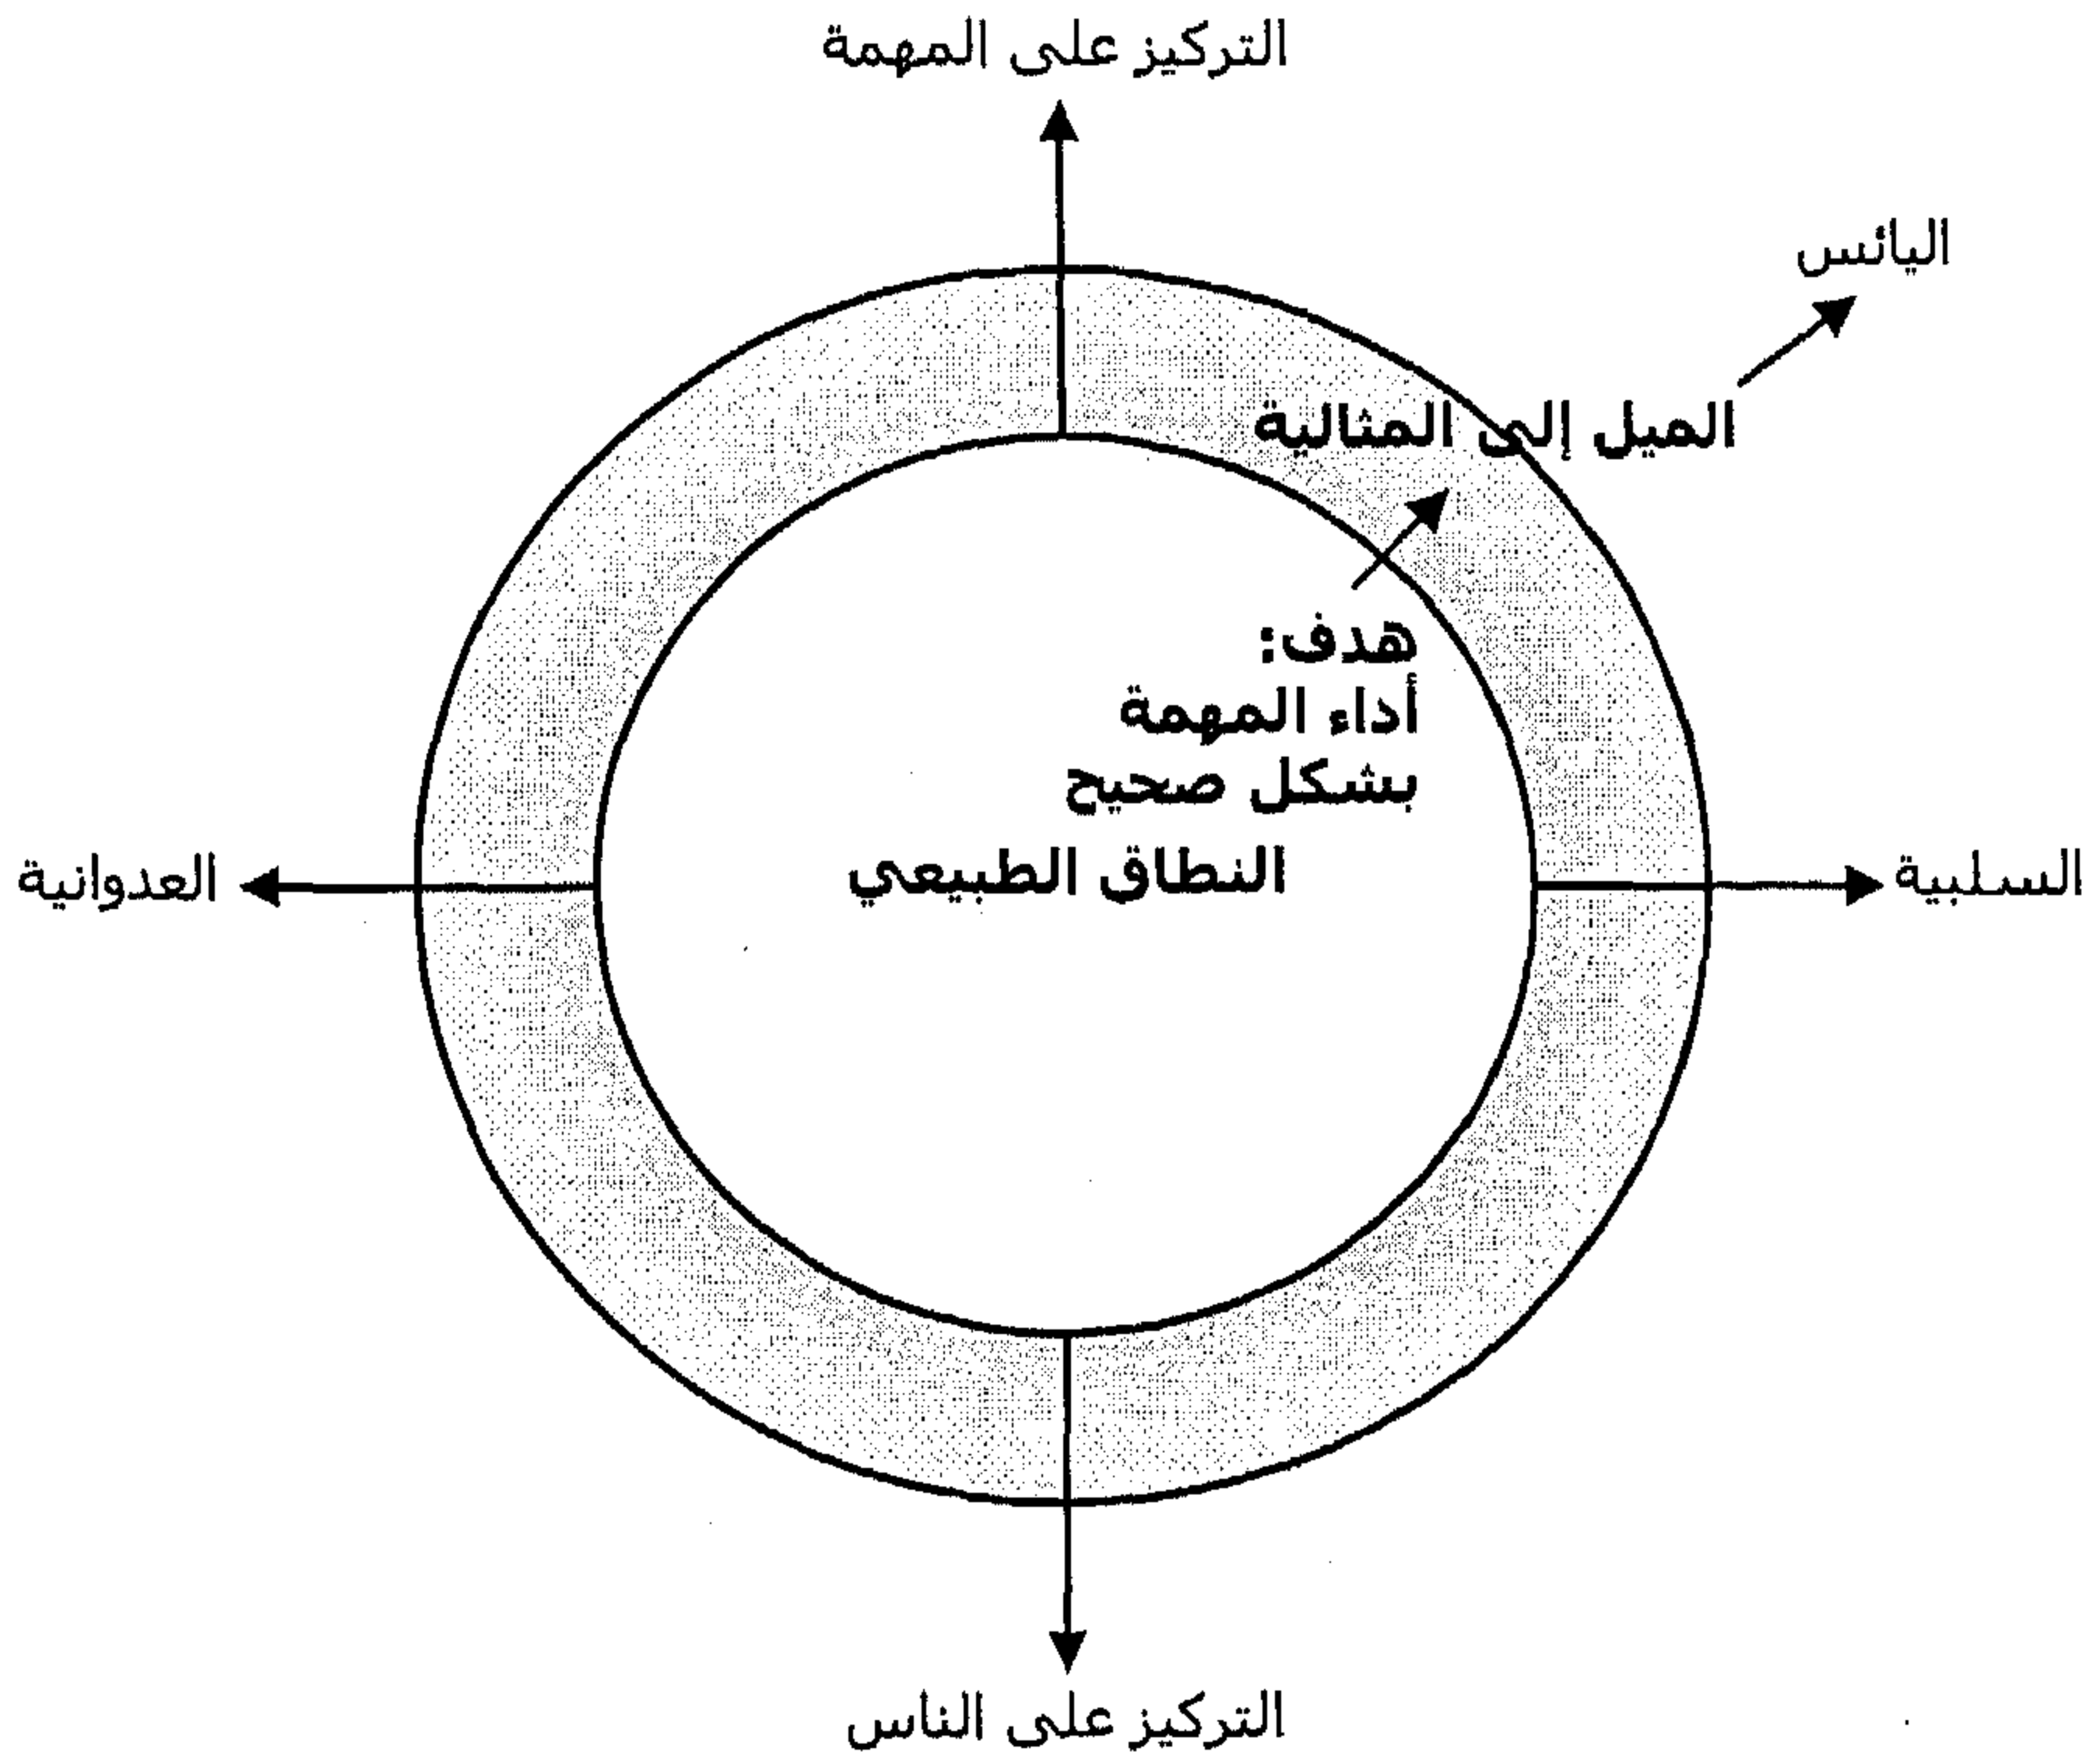 التركيز على المهمة
اليائس
الميل إلى المثالية
هدف:
أداء المهمة
بشكل صحيح
النطاق الطبيعي
السلبية
العدوانية
التركيز على الناس